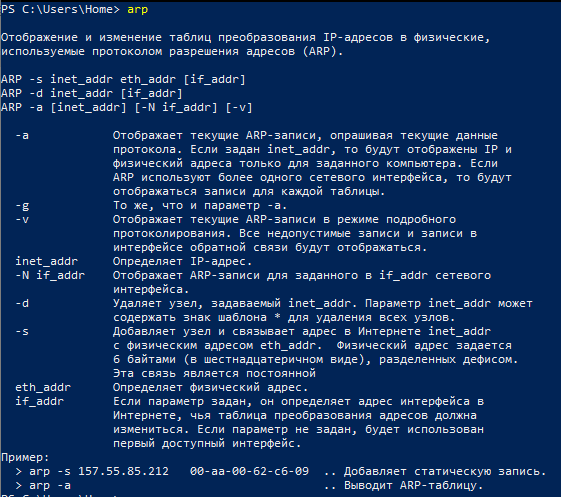 PS C:\Users\Home> arp
Отображение и изменение таблиц преобразования IP-адресов в физические,
используемые протоколом разрешения адресов (ARP).
ARP -s inet_addr eth_addr [if_addr]
ARP -d inet_addr [if_addr]
ARP -a [inet_addr] [-N if_addr] [-v]
-a Отображает текущие ARP-записи, опрашивая текущие данные
протокола. Если задан inet_addr, то будут отображены IP и
физический адреса только для заданного компьютера. Если
ARP используют более одного сетевого интерфейса, то будут
отображаться записи для каждой таблицы.
-g То же, что и параметр -a.
-v Отображает текущие ARP-записи в режиме подробного
протоколирования. Все недопустимые записи и записи в
интерфейсе обратной связи будут отображаться.
inet_addr Определяет IP-адрес.
-N if_addr Отображает ARP-записи для заданного в if_addr сетевого
интерфейса.
-d Удаляет узел, задаваемый inet_addr. Параметр inet_addr может
содержать знак шаблона * для удаления всех узлов.
-s Добавляет узел и связывает адрес в Интернете inet_addr
с физическим адресом eth_addr. Физический адрес задается
6 байтами (в шестнадцатеричном виде), разделенных дефисом.
Эта связь является постоянной
eth_addr Определяет физический адрес.
if_addr Если параметр задан, он определяет адрес интерфейса в
Интернете, чья таблица преобразования адресов должна
измениться. Если параметр не задан, будет использован
первый доступный интерфейс.
Пример:
> arp -s 157.55.85.212 00-aa-00-62-c6-09 .. Добавляет статическую запись.
> arp -a .. Выводит ARP-таблицу.
PS C:\Users\Home>